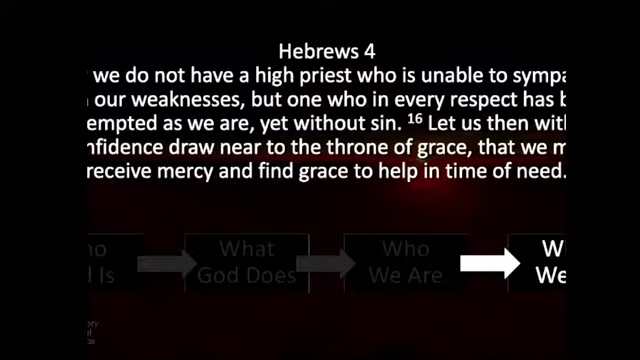 Hebrews 4
we do not have a high priest who is unable to sympa
our weaknesses, but one who in every respect has b
empted as we are, yet without sin. 16 Let us then with
nfidence draw near to the throne of grace, that we m
receive mercy and find grace to help in time of need.
What Who
God Does We Are We